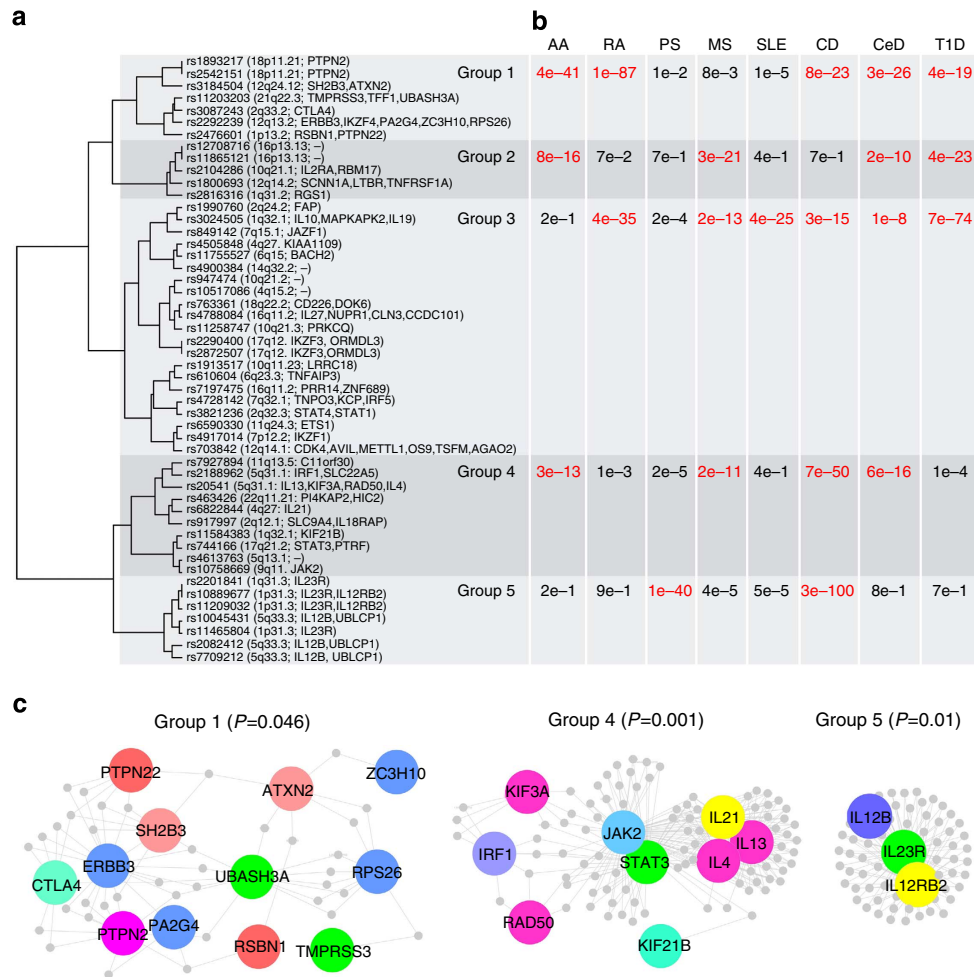 a
b
AA RA PS MS SLE CD CeD T1D
rs1893217 (18p11.21; PTPN2)
Group 1 4e–41 1e–87 1e–2 8e–3 1e–5 8e–23 3e–26 4e–19
rs2542151 (18p11.21; PTPN2)
rs3184504 (12q24.12; SH2B3,ATXN2)
rs11203203 (21q22.3; TMPRSS3,TFF1,UBASH3A)
rs3087243 (2q33.2; CTLA4)
rs2292239 (12q13.2; ERBB3,IKZF4,PA2G4,ZC3H10,RPS26)
rs2476601 (1p13.2; RSBN1,PTPN22)
rs12708716 (16p13.13; –)
Group 2 8e–16 7e–2 7e–1 3e–21 4e–1 7e–1 2e–10 4e–23
rs11865121 (16p13.13; –)
rs2104286 (10q21.1; IL2RA,RBM17)
rs1800693 (12q14.2; SCNN1A,LTBR,TNFRSF1A)
rs2816316 (1q31.2; RGS1)
rs1990760 (2q24.2; FAP)
Group 3 2e–1 4e–35 2e–4 2e–13 4e–25 3e–15 1e–8 7e–74
rs3024505 (1q32.1; IL10,MAPKAPK2,IL19)
rs849142 (7q15.1; JAZF1)
rs4505848 (4q27. KIAA1109)
rs11755527 (6q15; BACH2)
rs4900384 (14q32.2; –)
rs947474 (10q21.2; –)
rs10517086 (4q15.2; –)
rs763361 (18q22.2; CD226,DOK6)
rs4788084 (16q11.2; IL27,NUPR1,CLN3,CCDC101)
rs11258747 (10q21.3; PRKCQ)
rs2290400 (17q12. IKZF3, ORMDL3)
rs2872507 (17q12. IKZF3,ORMDL3)
rs1913517 (10q11.23; LRRC18)
rs610604 (6q23.3; TNFAIP3)
rs7197475 (16q11.2; PRR14,ZNF689)
rs4728142 (7q32.1; TNPO3,KCP,IRF5)
rs3821236 (2q32.3; STAT4,STAT1)
rs6590330 (11q24.3; ETS1)
rs4917014 (7p12.2; IKZF1)
rs703842 (12q14.1: CDK4,AVIL,METTL1,OS9,TSFM,AGAO2)
rs7927894 (11q13.5: C11orf30)
Group 4 3e–13 1e–3 2e–5 2e–11 4e–1 7e–50 6e–16 1e–4
rs2188962 (5q31.1: IRF1,SLC22A5)
rs20541 (5q31.1: IL13,KIF3A,RAD50,IL4)
rs463426 (22q11.21: PI4KAP2,HIC2)
rs6822844 (4q27: IL21)
rs917997 (2q12.1; SLC9A4,IL18RAP)
rs11584383 (1q32.1; KIF21B)
rs744166 (17q21.2; STAT3,PTRF)
rs4613763 (5q13.1; –)
rs10758669 (9q11. JAK2)
rs2201841 (1q31.3; IL23R)
Group 5 2e–1 9e–1 1e–40 4e–5 5e–5 3e–100 8e–1 7e–1
rs10889677 (1p31.3; IL23R,IL12RB2)
rs11209032 (1p31.3; IL23R,IL12RB2)
rs10045431 (5q33.3; IL12B,UBLCP1)
rs11465804 (1p31.3; IL23R)
rs2082412 (5q33.3; IL12B,UBLCP1)
rs7709212 (5q33.3; IL12B, UBLCP1)
c
Group 1 (P=0.046)
PTPN22
ZC3H10
ATXN2
SH2B3
ERBB3
CTLA4
UBASH3A
RPS26
PTPN2
PA2G4
RSBN1
TMPRSS3
Group 4 (P=0.001)
KIF3A
IL21
JAK2
IL13
IRF1
STAT3
IL4
RAD50
KIF21B
Group 5 (P=0.01)
IL12B
IL23R
IL12RB2